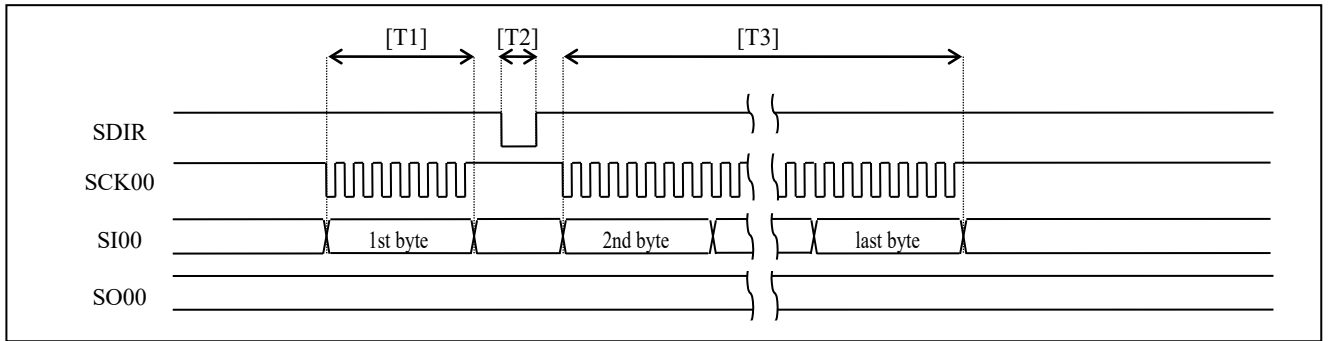 [T1] [T2] [T3]
SDIR
SCK00
SI00 1st byte 2nd byte last byte
SO00